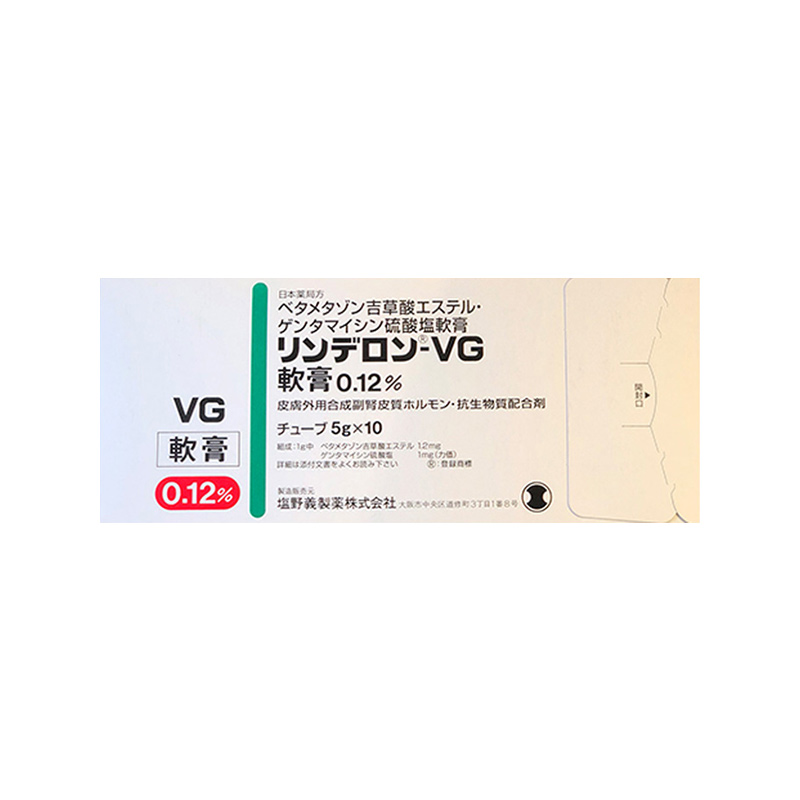 VG
軟膏
0.12%
日本薬局方
ベタメタゾン吉草酸エステル・
ゲンタマイシン硫酸塩軟膏
リンデロン®-VG
軟膏0.12%
皮膚外用合成副腎皮質ホルモン・抗生物質配合剤
チューブ 5g×10
組成:1g中 ベタメタゾン吉草酸エステル 1.2mg
ゲンタマイシン硫酸塩 1mg(力価)
詳細は添付文書をよくお読み下さい ®:登録商標
製造販売元
塩野義製薬株式会社 大阪市中央区道修町3丁目1番8号
開封口